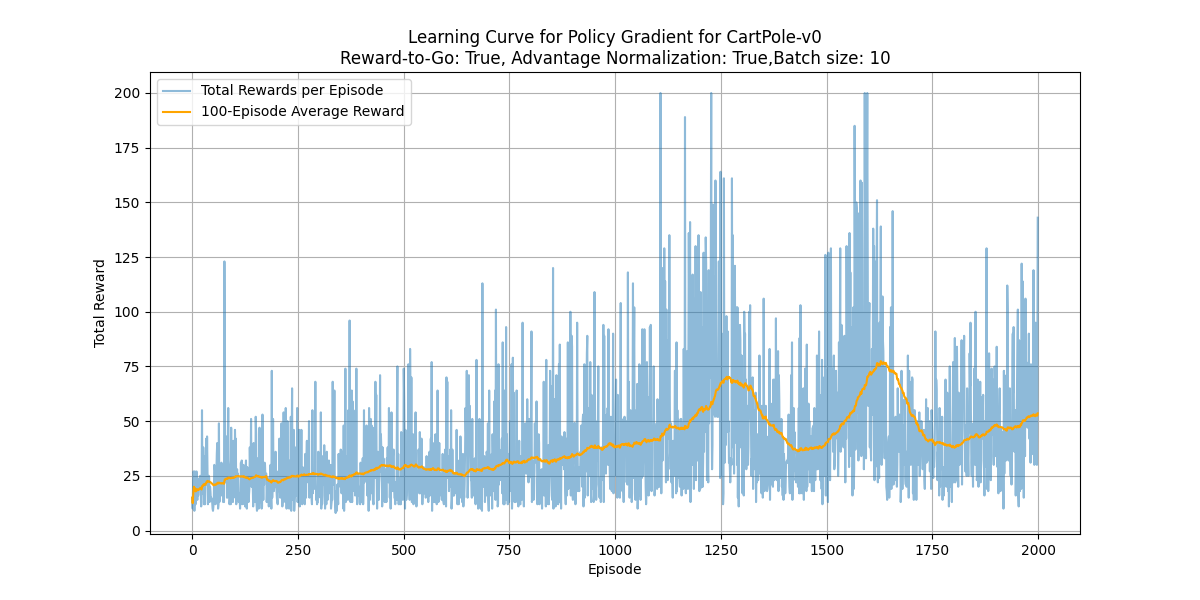 Learning Curve for Policy Gradient for CartPole-v0
Reward-to-Go: True, Advantage Normalization: True,Batch size: 10
Total Rewards per Episode
100-Episode Average Reward
Total Reward
200
175
150
125
100
75
50
25
0
0 250 500 750 1000 1250 1500 1750 2000
Episode